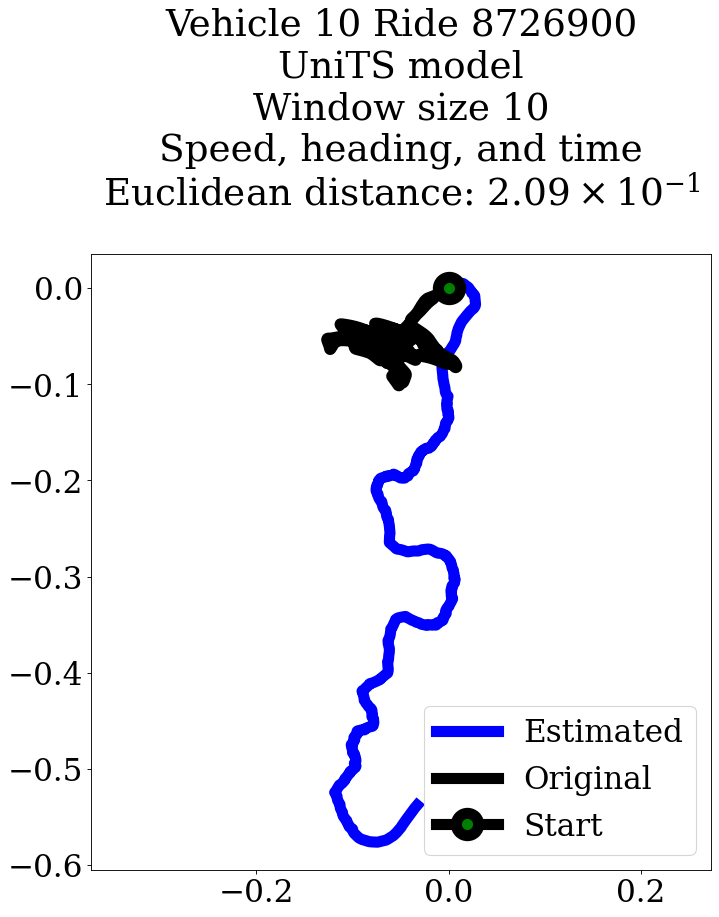 Vehicle 10 Ride 8726900
UniTS model
Window size 10
Speed, heading, and time
Euclidean distance: 2.09 × 10⁻¹
0.0
−0.1
−0.2
−0.3
−0.4
−0.5
−0.6
−0.2
0.0
0.2
Estimated
Original
Start